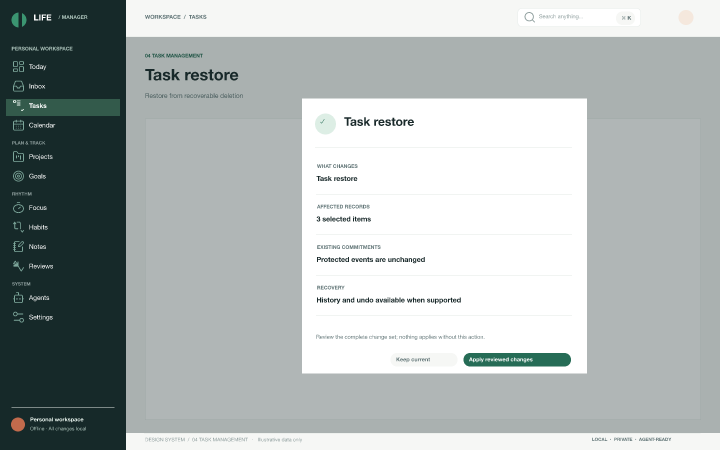 LIFE / MANAGER
PERSONAL WORKSPACE
Today
Inbox
Tasks
Calendar
PLAN & TRACK
Projects
Goals
RHYTHM
Focus
Habits
Notes
Reviews
SYSTEM
Agents
Settings
Personal workspace
Offline · All changes local
WORKSPACE / TASKS
Search anything...
⌘ K
04 TASK MANAGEMENT
Task restore
Restore from recoverable deletion
Task restore
WHAT CHANGES
Task restore
AFFECTED RECORDS
3 selected items
EXISTING COMMITMENTS
Protected events are unchanged
RECOVERY
History and undo available when supported
Review the complete change set; nothing applies without this action.
Keep current
Apply reviewed changes
DESIGN SYSTEM / 04 TASK MANAGEMENT · Illustrative data only
LOCAL · PRIVATE · AGENT-READY